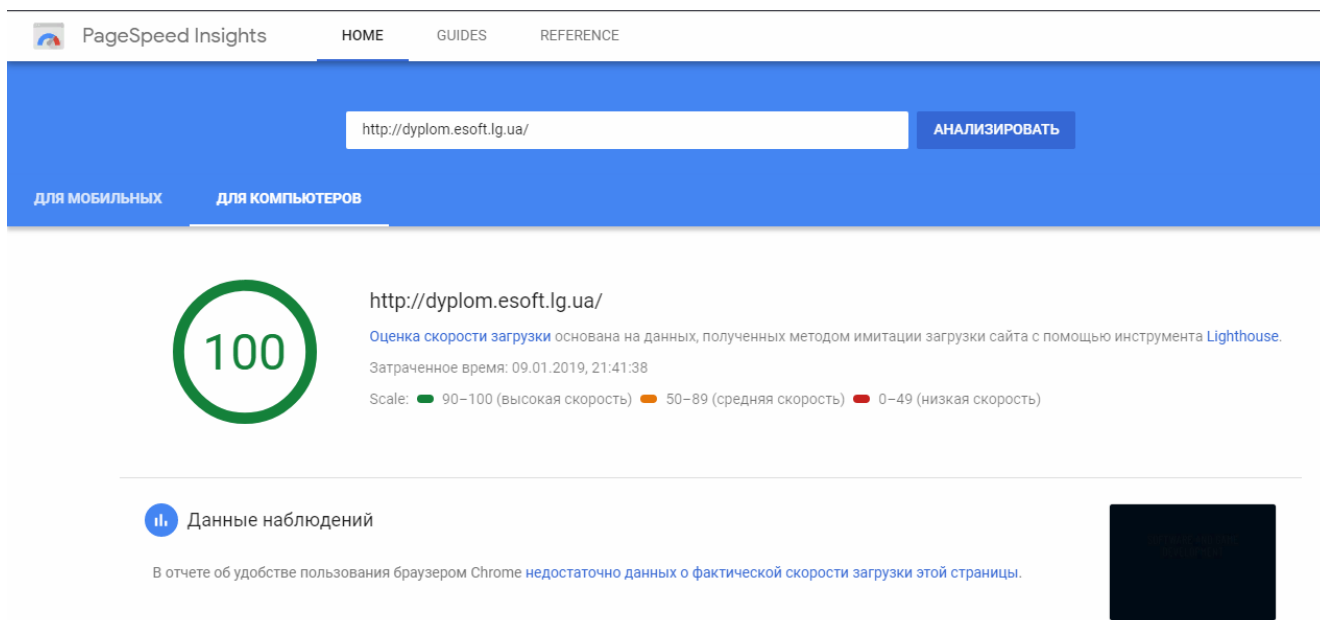 PageSpeed Insights HOME GUIDES REFERENCE
http://dyplom.esoft.lg.ua/ АНАЛИЗИРОВАТЬ
ДЛЯ МОБИЛЬНЫХ ДЛЯ КОМПЬЮТЕРОВ
100
http://dyplom.esoft.lg.ua/
Оценка скорости загрузки основана на данных, полученных методом имитации загрузки сайта с помощью инструмента Lighthouse.
Затраченное время: 09.01.2019, 21:41:38
Scale: 90–100 (высокая скорость) 50–89 (средняя скорость) 0–49 (низкая скорость)
Данные наблюдений
В отчете об удобстве пользования браузером Chrome недостаточно данных о фактической скорости загрузки этой страницы.